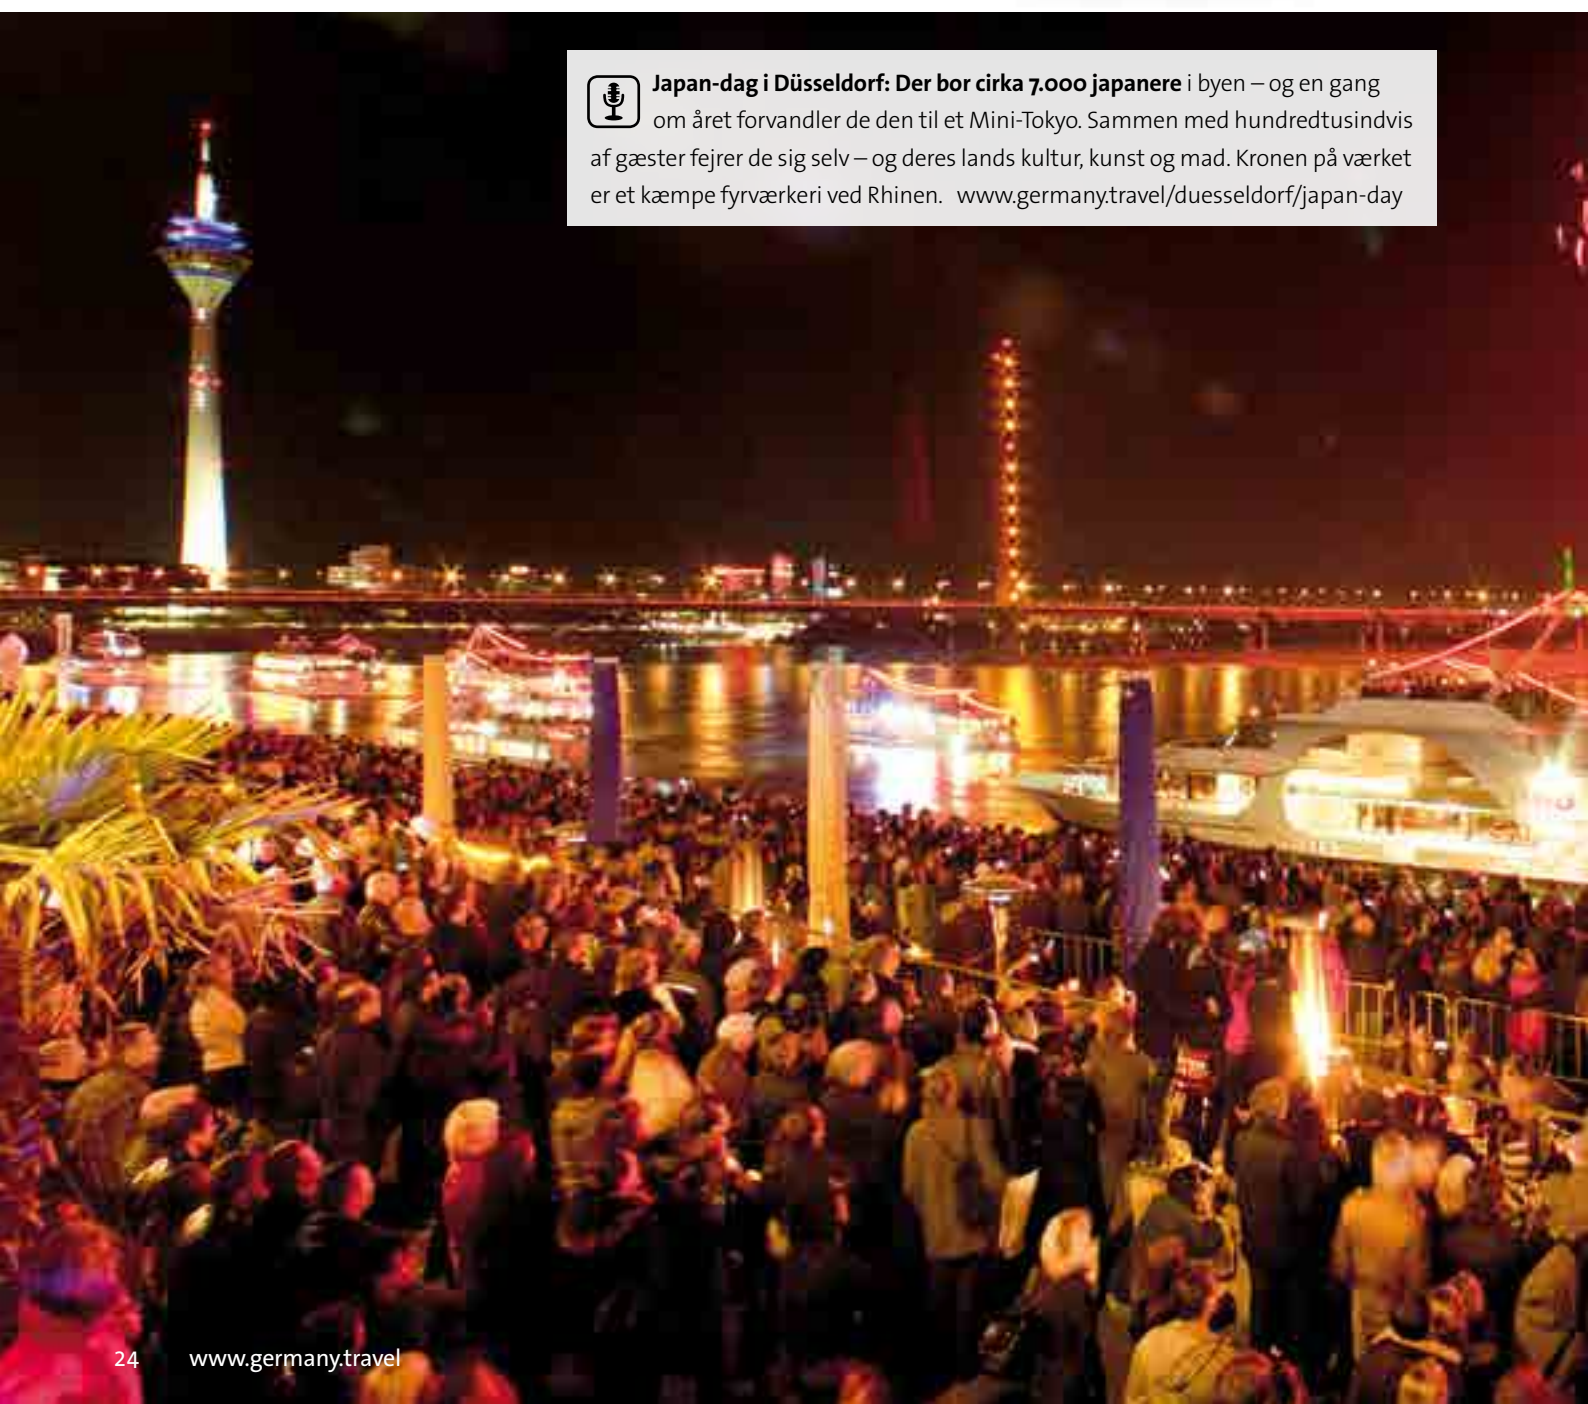 Japan-dag i Düsseldorf: Der bor cirka 7.000 japanere i byen – og en gang
om året forvandler de den til et Mini-Tokyo. Sammen med hundredtusindvis
af gæster fejrer de sig selv – og deres lands kultur, kunst og mad. Kronen på værket
er et kæmpe fyrværkeri ved Rhinen. www.germany.travel/duesseldorf/japan-day
24 www.germany.travel